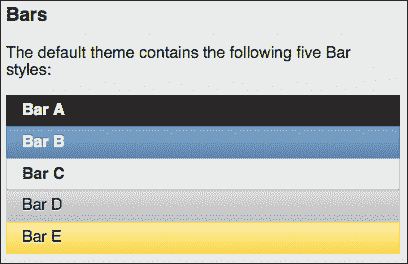 Bars
The default theme contains the following five Bar
styles:
Bar A
Bar B
Bar C
Bar D
Bar E